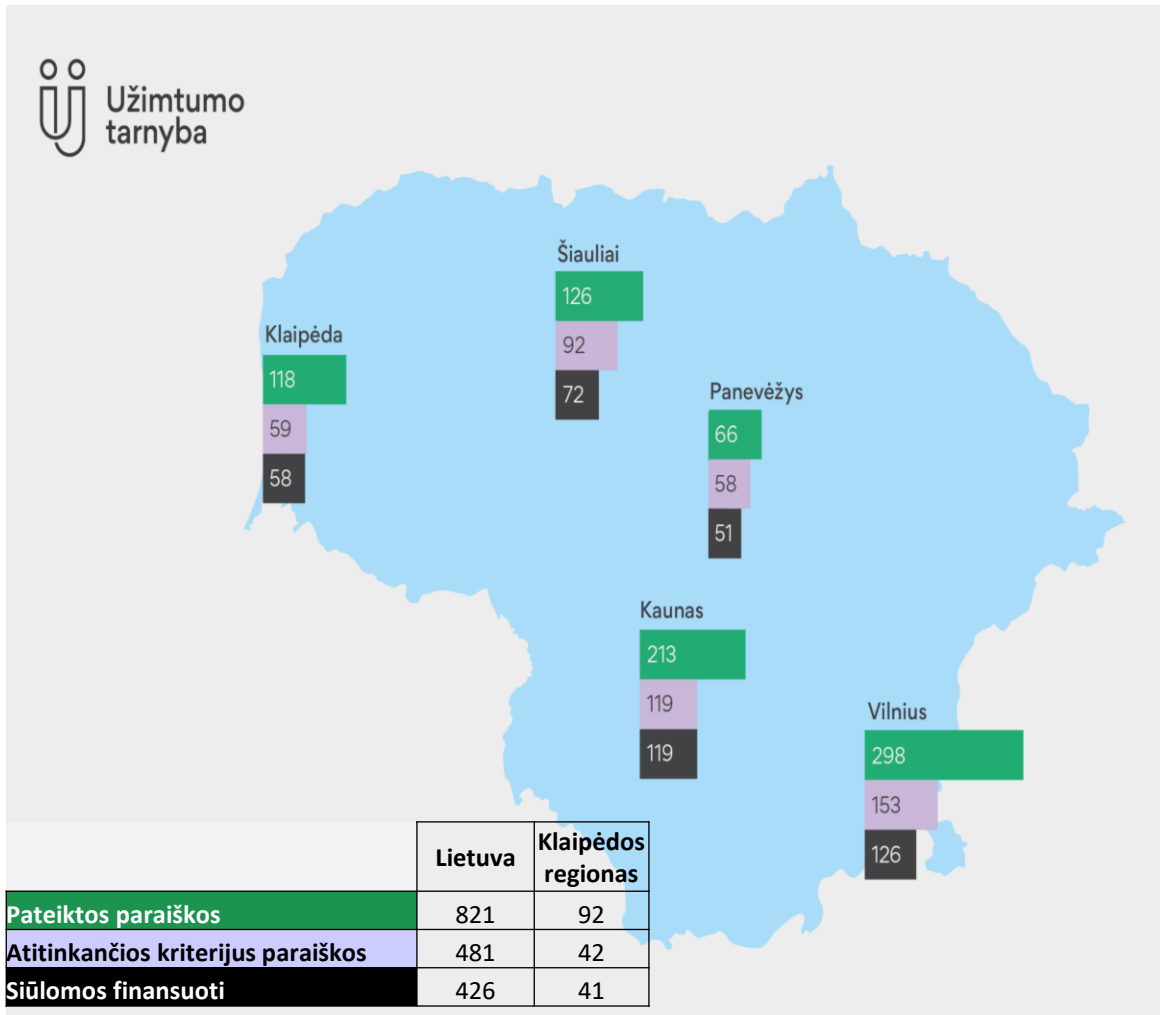 Užimtumo
tarnyba
Šiauliai
126
92
72
Klaipėda
118
59
58
Panevėžys
66
58
51
Kaunas
213
119
119
Vilnius
298
153
126
Lietuva Klaipėdos
regionas
Pateiktos paraiškos 821 92
Atitinkančios kriterijus paraiškos 481 42
Siūlomos finansuoti 426 41